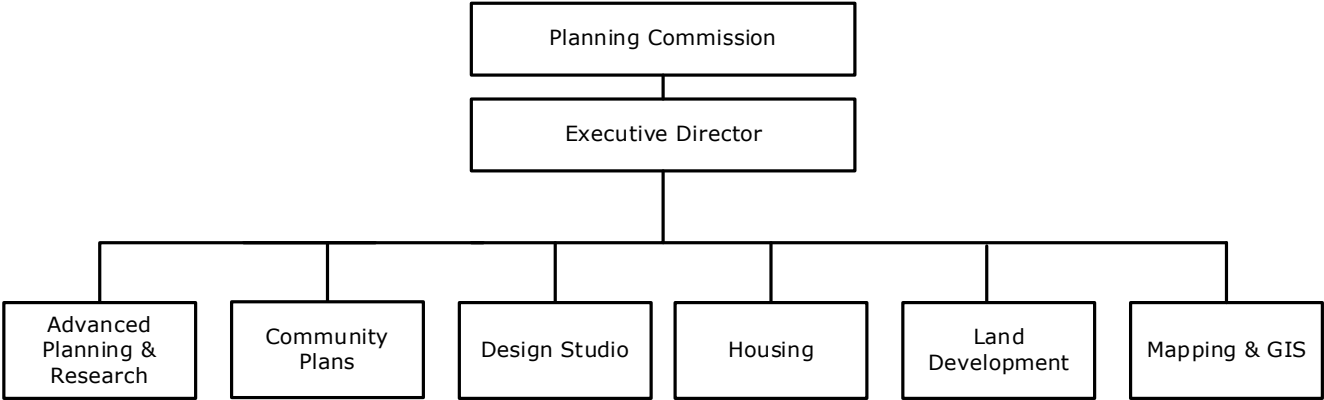 Planning Commission
Executive Director
Advanced
Planning &
Research
Community
Plans
Design Studio
Housing
Land
Development
Mapping & GIS